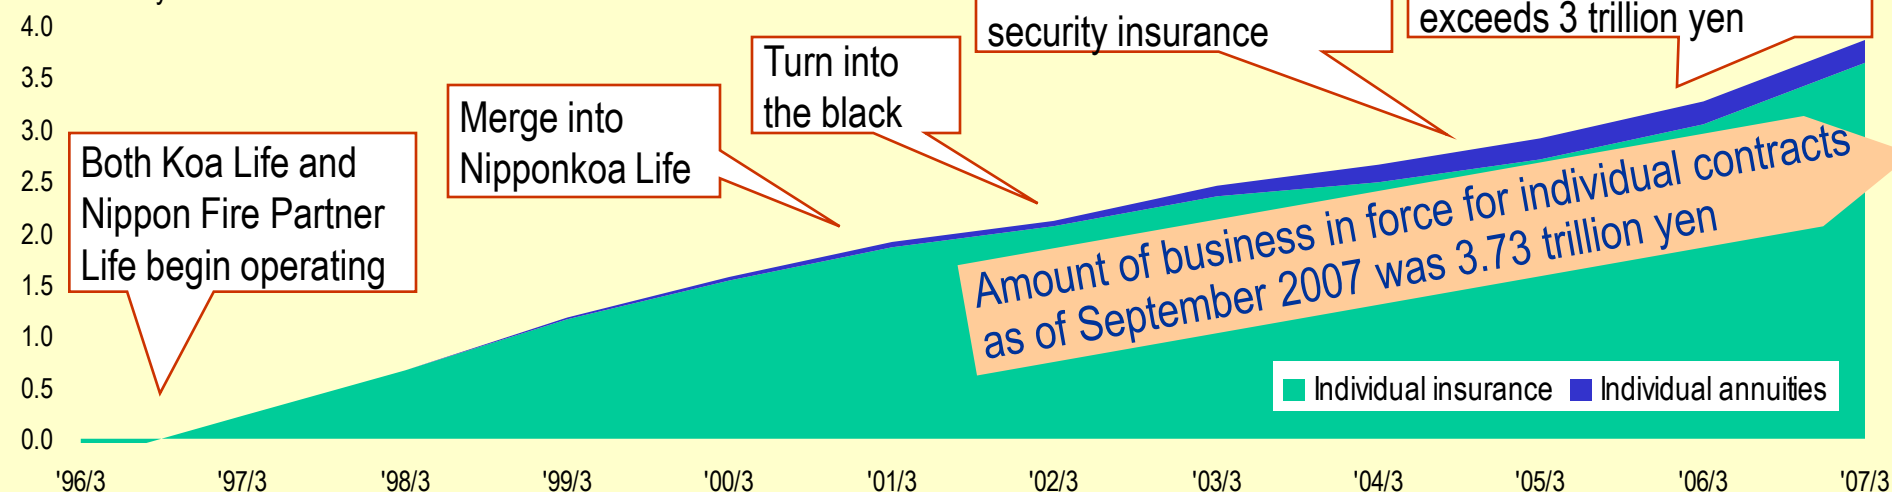 4.0
3.5
3.0
2.5
2.0
1.5
1.0
0.5
0.0
Both Koa Life and
Nippon Fire Partner
Life begin operating
Merge into
Nipponkoa Life
Turn into
the black
security insurance
exceeds 3 trillion yen
Amount of business in force for individual contracts
as of September 2007 was 3.73 trillion yen
Individual insurance
Individual annuities
'96/3 '97/3 '98/3 '99/3 '00/3 '01/3 '02/3 '03/3 '04/3 '05/3 '06/3 '07/3